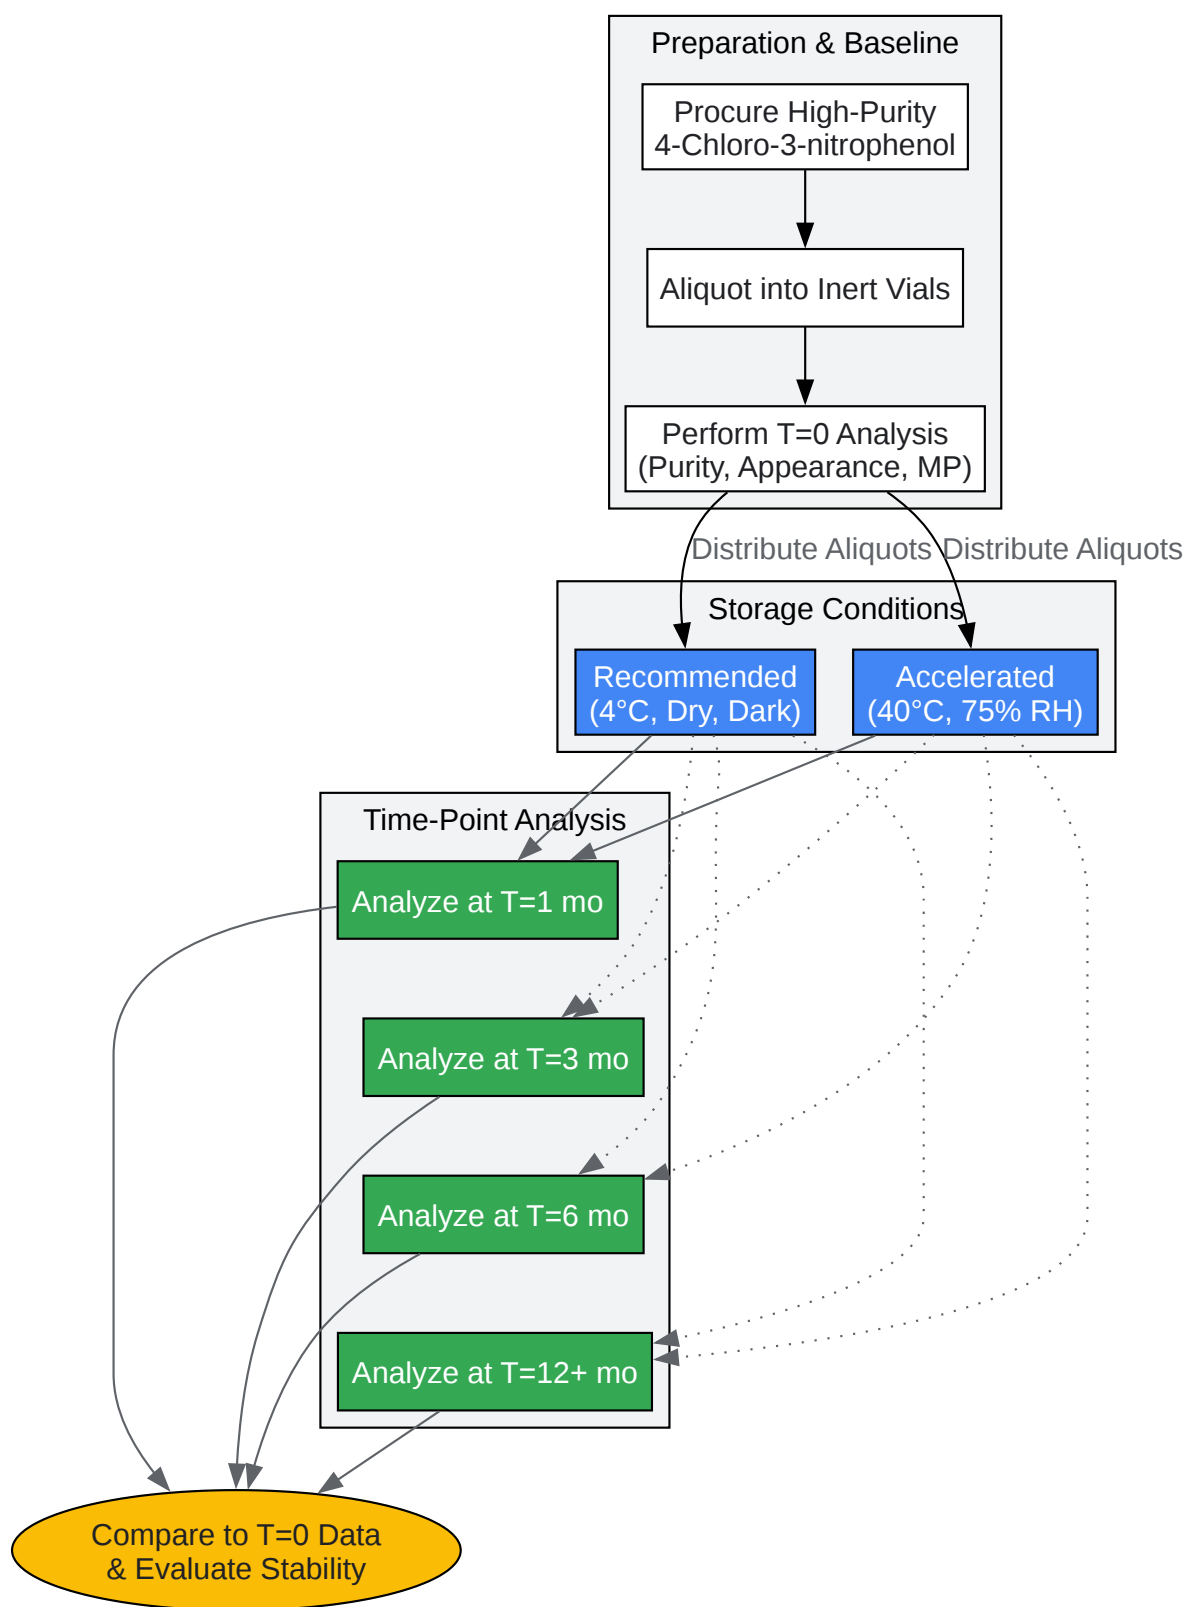 Preparation & Baseline
Procure High-Purity
4-Chloro-3-nitrophenol
Aliquot into Inert Vials
Perform T=0 Analysis
(Purity, Appearance, MP)
Distribute Aliquots
Distribute Aliquots
Storage Conditions
Recommended
(4°C, Dry, Dark)
Accelerated
(40°C, 75% RH)
Time-Point Analysis
Analyze at T=1 mo
Analyze at T=3 mo
Analyze at T=6 mo
Analyze at T=12+ mo
Compare to T=0 Data
& Evaluate Stability